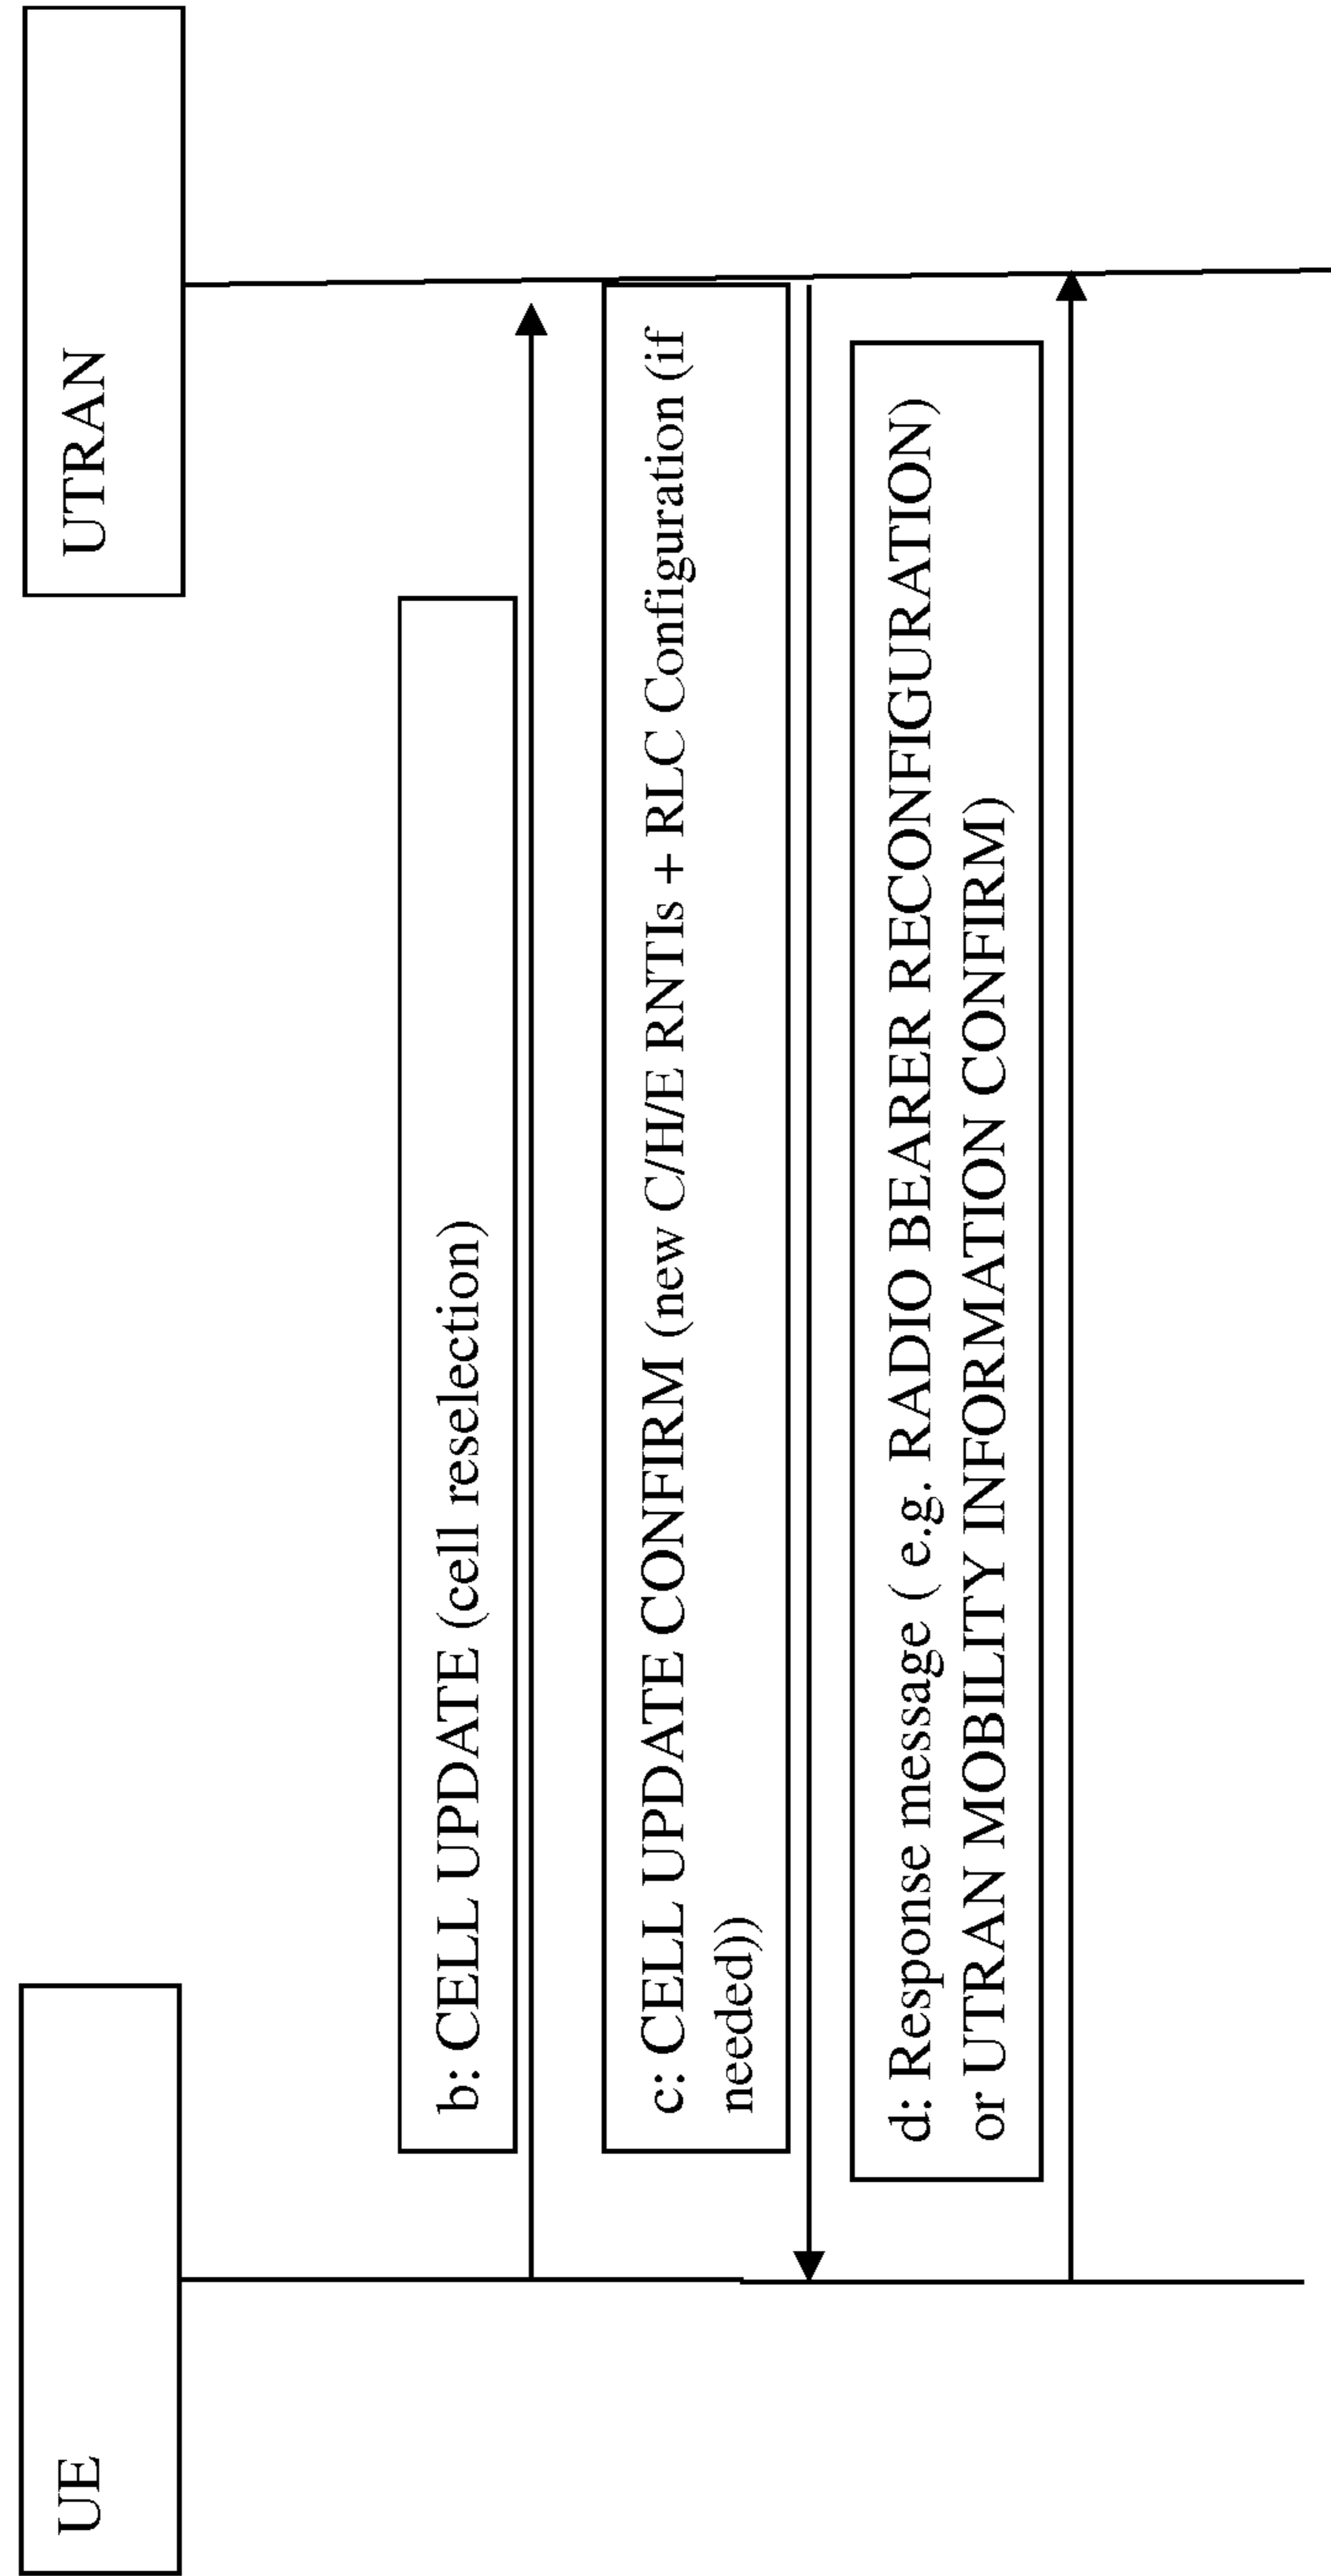 UE
UTRAN
b: CELL UPDATE (cell reselection)
c: CELL UPDATE CONFIRM (new C/H/E RNTIs + RLC Configuration (if
needed))
d: Response message ( e.g. RADIO BEARER RECONFIGURATION)
or UTRAN MOBILITY INFORMATION CONFIRM)